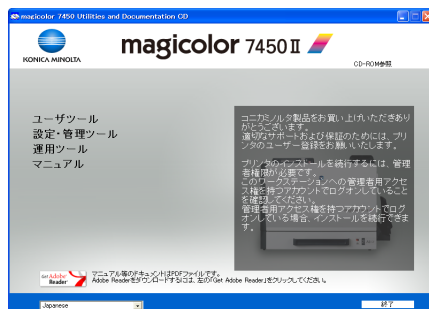 magicolor 7450 Utilities and Documentation CD
KONICA MINOLTA
magicolor 7450 II
CD-ROM参照
ユーザツール
設定・管理ツール
運用ツール
マニュアル
コニカミノルタ製品をお買い上げいただきあり
がとうございます。
適切なサポートおよび保証のためには、プリ
ンタのユーザー登録をお願いいたします。
プリンタのインストールを続行するには、管理
者権限が必要です。
このワークステーションへの管理者用アクセ
ス権を持つアカウントでログオンしていること
を確認してください。
管理者用アクセス権を持つアカウントでログ
オンしている場合、インストールを続行できま
す。
Get Adobe Reader
マニュアル等のドキュメントはPDFファイルです。
Adobe Readerをダウンロードするには、左の「Get Adobe Reader」をクリックしてください。
Japanese
終了